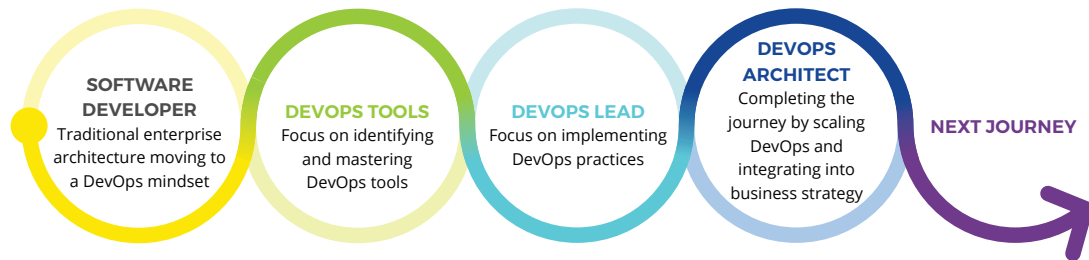 SOFTWARE
DEVELOPER
Traditional enterprise
architecture moving to
a DevOps mindset
DEVOPS TOOLS
Focus on identifying
and mastering
DevOps tools
DEVOPS LEAD
Focus on implementing
DevOps practices
DEVOPS
ARCHITECT
Completing the
journey by scaling
DevOps and
integrating into
business strategy
NEXT JOURNEY